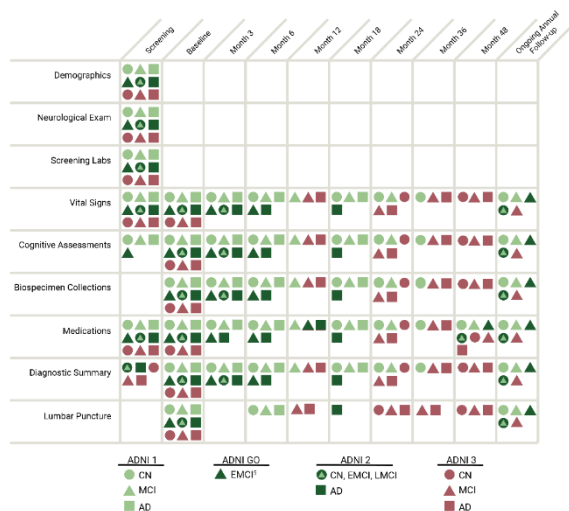 Screening
Baseline
Month 3
Month 6
Month 12
Month 18
Month 24
Month 36
Month 48
Ongoing Annual
Follow-up
Demographics
Neurological Exam
Screening Labs
Vital Signs
Cognitive Assessments
Biospecimen Collections
Medications
Diagnostic Summary
Lumbar Puncture
ADNI 1
CN
MCI
AD
ADNI GO
EMCI¹
ADNI 2
CN, EMCI, LMCI
AD
ADNI 3
CN
MCI
AD